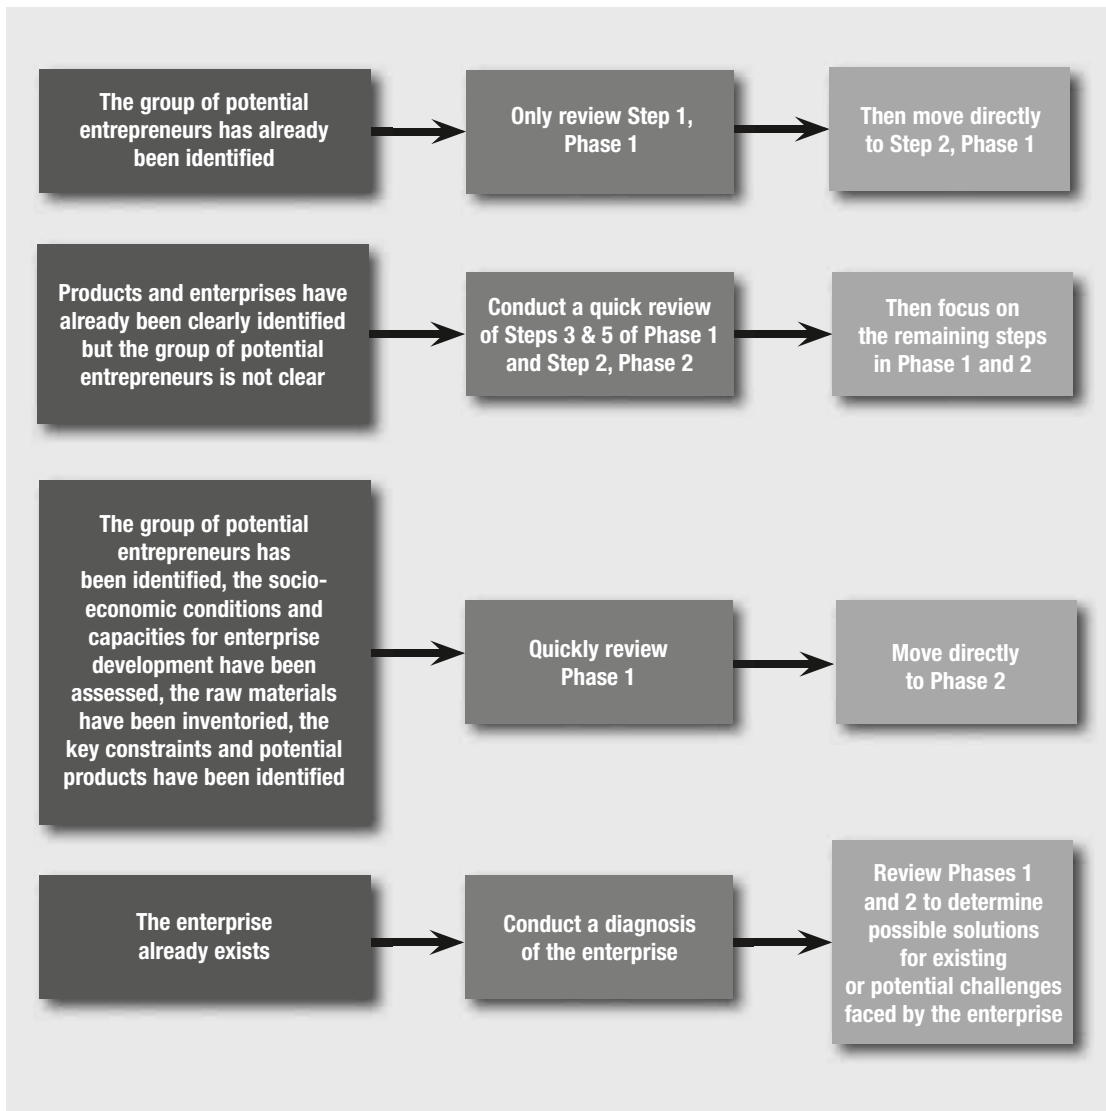 The group of potential
entrepreneurs has already
been identified
Only review Step 1,
Phase 1
Then move directly
to Step 2, Phase 1
Products and enterprises have
already been clearly identified
but the group of potential
entrepreneurs is not clear
Conduct a quick review
of Steps 3 & 5 of Phase 1
and Step 2, Phase 2
Then focus on
the remaining steps
in Phase 1 and 2
The group of potential
entrepreneurs has
been identified, the socio-
economic conditions and
capacities for enterprise
development have been
assessed, the raw materials
have been inventoried, the
key constraints and potential
products have been identified
Quickly review
Phase 1
Move directly
to Phase 2
The enterprise
already exists
Conduct a diagnosis
of the enterprise
Review Phases 1
and 2 to determine
possible solutions
for existing
or potential challenges
faced by the enterprise